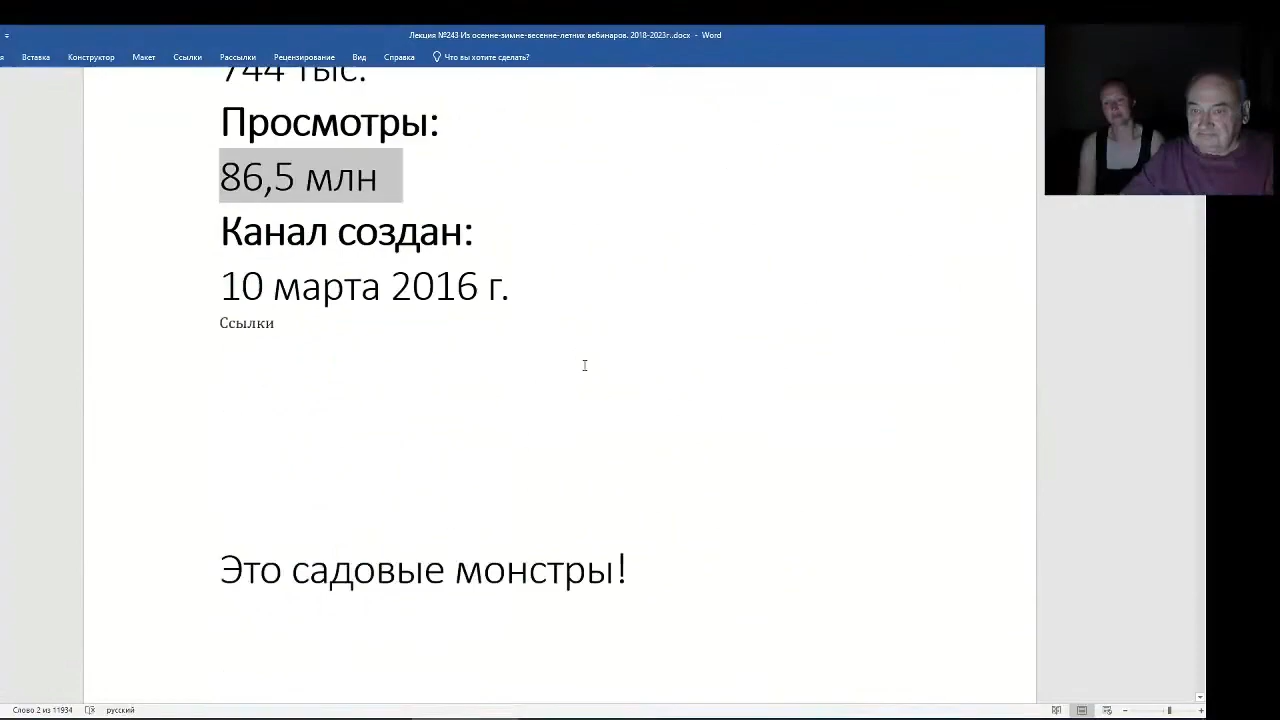 Лекция №243 Из осенне-зимне-весенне-летних вебинаров. 2018-2023г..docx - Word
я Вставка Конструктор Макет Ссылки Рассылки Рецензирование Вид Справка Что вы хотите сделать?
744 тыс.
Просмотры:
86,5 млн
Канал создан:
10 марта 2016 г.
Ссылки
Это садовые монстры!
Слово 2 из 11934 русский